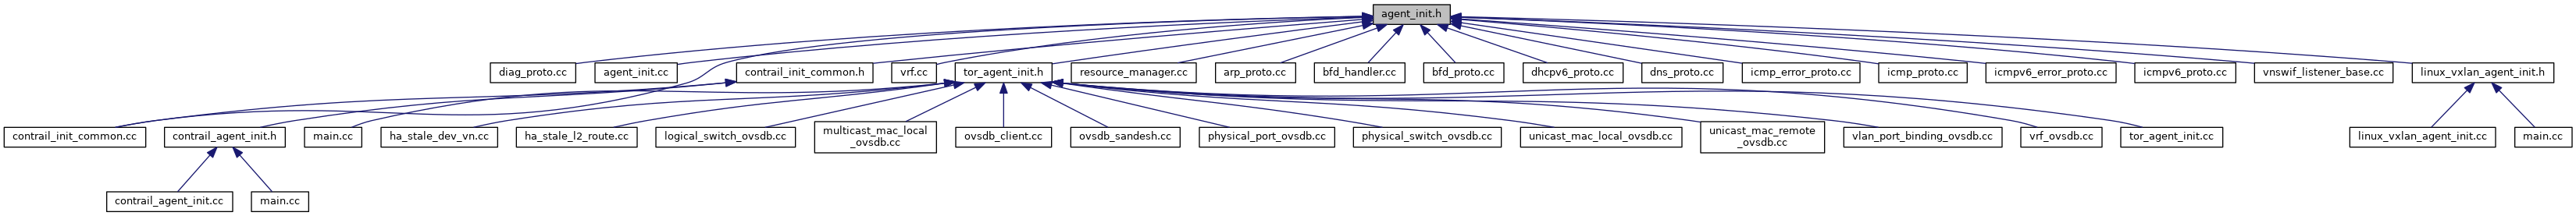 agent_init.h
diag_proto.cc
agent_init.cc
contrail_init_common.h
vrf.cc
tor_agent_init.h
resource_manager.cc
arp_proto.cc
bfd_handler.cc
bfd_proto.cc
dhcpv6_proto.cc
dns_proto.cc
icmp_error_proto.cc
icmp_proto.cc
icmpv6_error_proto.cc
icmpv6_proto.cc
vnswif_listener_base.cc
linux_vxlan_agent_init.h
contrail_init_common.cc
contrail_agent_init.h
main.cc
ha_stale_dev_vn.cc
ha_stale_l2_route.cc
logical_switch_ovsdb.cc
multicast_mac_local
_ovsdb.cc
ovsdb_client.cc
ovsdb_sandesh.cc
physical_port_ovsdb.cc
physical_switch_ovsdb.cc
unicast_mac_local_ovsdb.cc
unicast_mac_remote
_ovsdb.cc
vlan_port_binding_ovsdb.cc
vrf_ovsdb.cc
tor_agent_init.cc
linux_vxlan_agent_init.cc
main.cc
contrail_agent_init.cc
main.cc